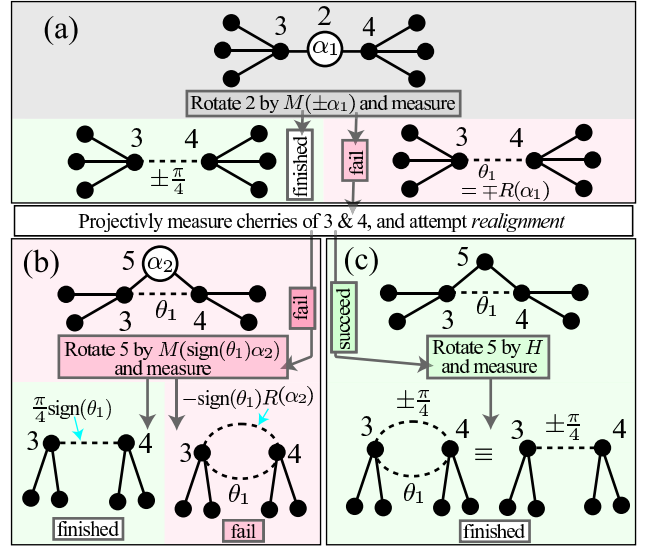 (a)
2
3 α₁ 4
Rotate 2 by M(±α₁) and measure
3 4
±π/4
finished
fail
3 4
θ₁
= ∓R(α₁)
Projectivly measure cherries of 3 & 4, and attempt realignment
(b)
5 α₂
θ₁
3 4
fail
Rotate 5 by M(sign(θ₁)α₂)
and measure
π/4 sign(θ₁)
3 4
finished
−sign(θ₁)R(α₂)
3 4
θ₁
fail
(c)
5
θ₁
3 4
succeed
Rotate 5 by H
and measure
±π/4
3 4
θ₁
≡
±π/4
3 4
finished